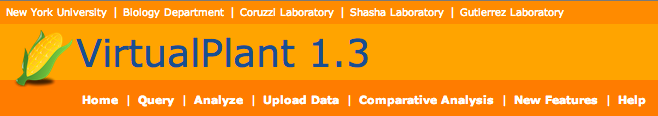 New York University | Biology Department | Coruzzi Laboratory | Shasha Laboratory | Gutierrez Laboratory
VirtualPlant 1.3
Home | Query | Analyze | Upload Data | Comparative Analysis | New Features | Help